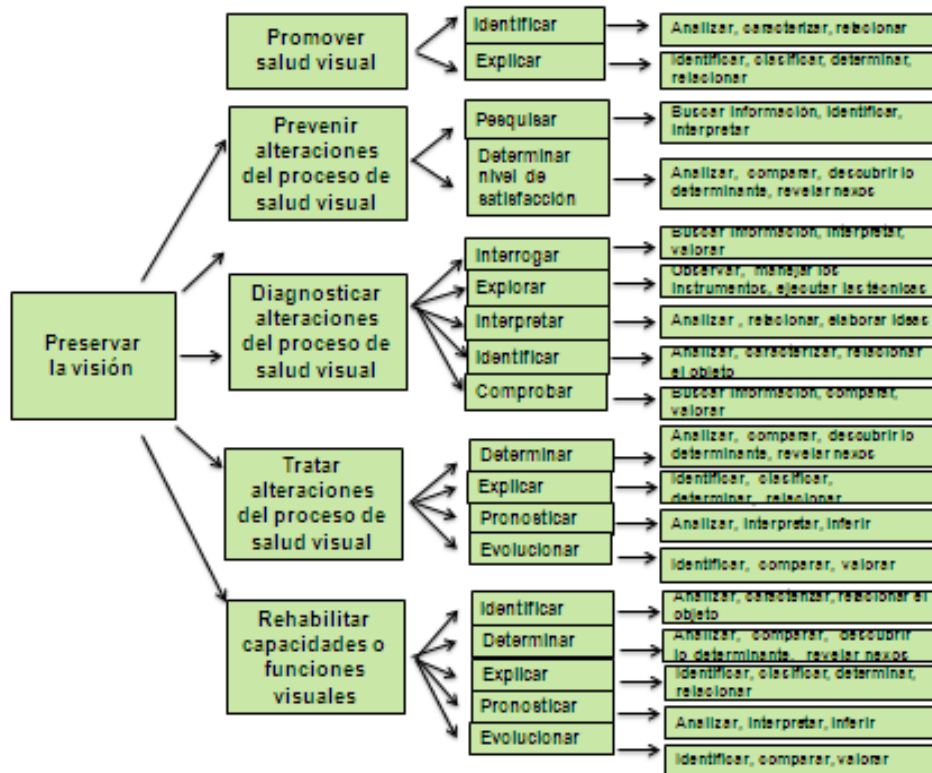 Preservar
la visión
Promover
salud visual
Identificar
Analizar, caracterizar, relacionar
Explicar
Identificar, clasificar, determinar,
relacionar
Prevenir
alteraciones
del proceso de
salud visual
Pesquisar
Buscar información, identificar,
interpretar
Determinar
nivel de
satisfacción
Analizar, comparar, descubrir lo
determinante, revelar nexos
Diagnosticar
alteraciones
del proceso de
salud visual
Interrogar
Buscar información, interpretar,
valorar
Explorar
Observar, manejar los
instrumentos, ejecutar las técnicas
Interpretar
Analizar , relacionar, elaborar ideas
Identificar
Analizar, caracterizar, relacionar
el objeto
Comprobar
Buscar información, comparar,
valorar
Tratar
alteraciones
del proceso de
salud visual
Determinar
Analizar, comparar, descubrir lo
determinante, revelar nexos
Explicar
Identificar, clasificar,
determinar, relacionar
Pronosticar
Analizar, interpretar, inferir
Evolucionar
Identificar, comparar, valorar
Rehabilitar
capacidades o
funciones
visuales
Identificar
Analizar, caracterizar, relacionar el
objeto
Determinar
Analizar, comparar, descubrir
lo determinante, revelar nexos
Explicar
Identificar, clasificar, determinar,
relacionar
Pronosticar
Analizar, interpretar, inferir
Evolucionar
Identificar, comparar, valorar